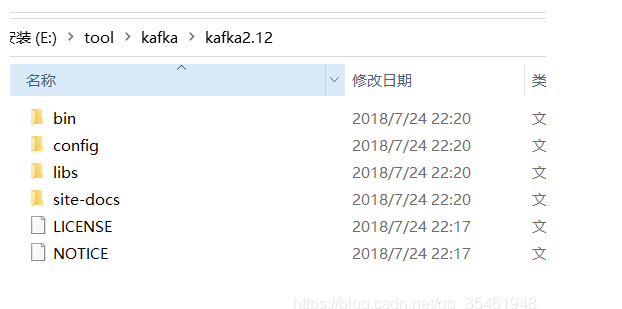 安装 (E:) > tool > kafka > kafka2.12
名称 修改日期 类
bin 2018/7/24 22:20 文
config 2018/7/24 22:20 文
libs 2018/7/24 22:20 文
site-docs 2018/7/24 22:20 文
LICENSE 2018/7/24 22:17 文
NOTICE 2018/7/24 22:17 文
https://blog.csdn.net/qq_35461948